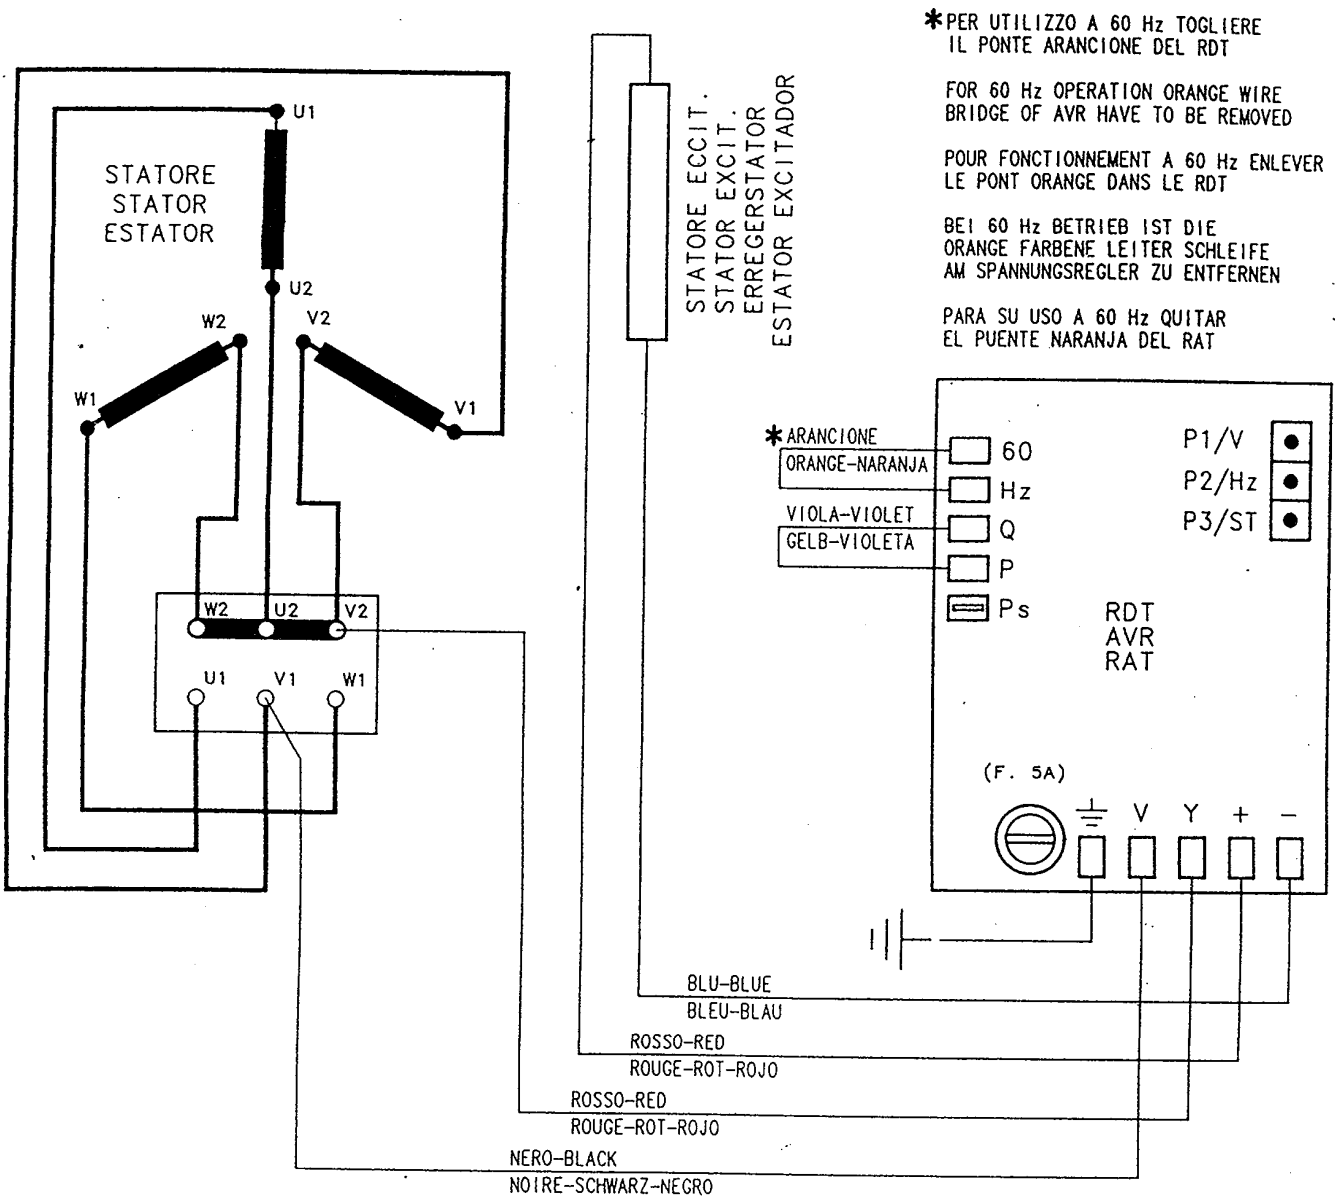 *PER UTILIZZO A 60 Hz TOGLIERE
IL PONTE ARANCIONE DEL RDT
FOR 60 Hz OPERATION ORANGE WIRE
BRIDGE OF AVR HAVE TO BE REMOVED
POUR FONCTIONNEMENT A 60 Hz ENLEVER
LE PONT ORANGE DANS LE RDT
BEI 60 Hz BETRIEB IST DIE
ORANGE FARBENE LEITER SCHLEIFE
AM SPANNUNGSREGLER ZU ENTFERNEN
PARA SU USO A 60 Hz QUITAR
EL PUENTE NARANJA DEL RAT
U1
STATORE
STATOR
ESTATOR
U2
W2
V2
W1
V1
STATORE ECCIT.
STATOR EXCIT.
ERREGERSTATOR
ESTATOR EXCITADOR
*ARANCIONE
ORANGE-NARANJA
VIOLA-VIOLET
GELB-VIOLETA
60
Hz
Q
P
Ps
P1/V
P2/Hz
P3/ST
RDT
AVR
RAT
W2
U2
V2
U1
V1
W1
(F. 5A)
V
Y
+
-
BLU-BLUE
BLEU-BLAU
ROSSO-RED
ROUGE-ROT-ROJO
ROSSO-RED
ROUGE-ROT-ROJO
NERO-BLACK
NOIRE-SCHWARZ-NEGRO